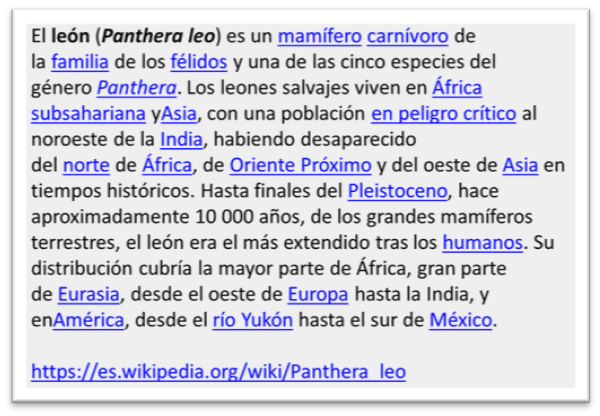 El león (Panthera leo) es un mamífero carnívoro de
la familia de los félidos y una de las cinco especies del
género Panthera. Los leones salvajes viven en África
subsahariana yAsia, con una población en peligro crítico al
noroeste de la India, habiendo desaparecido
del norte de África, de Oriente Próximo y del oeste de Asia en
tiempos históricos. Hasta finales del Pleistoceno, hace
aproximadamente 10 000 años, de los grandes mamíferos
terrestres, el león era el más extendido tras los humanos. Su
distribución cubría la mayor parte de África, gran parte
de Eurasia, desde el oeste de Europa hasta la India, y
enAmérica, desde el río Yukón hasta el sur de México.
https://es.wikipedia.org/wiki/Panthera_leo